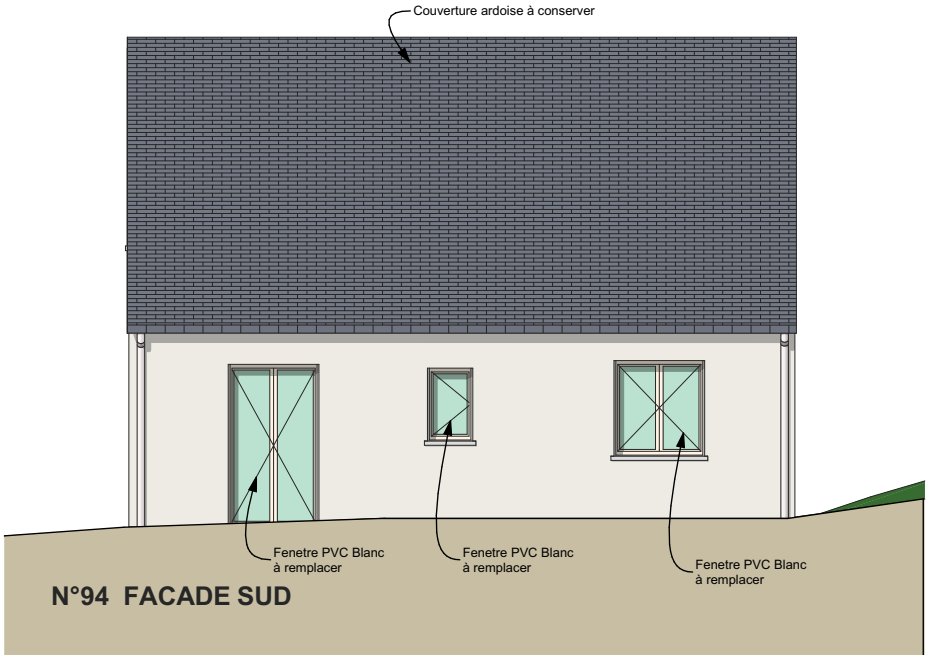 Couverture ardoise à conserver
Fenetre PVC Blanc
à remplacer
Fenetre PVC Blanc
à remplacer
Fenetre PVC Blanc
à remplacer
N°94 FACADE SUD